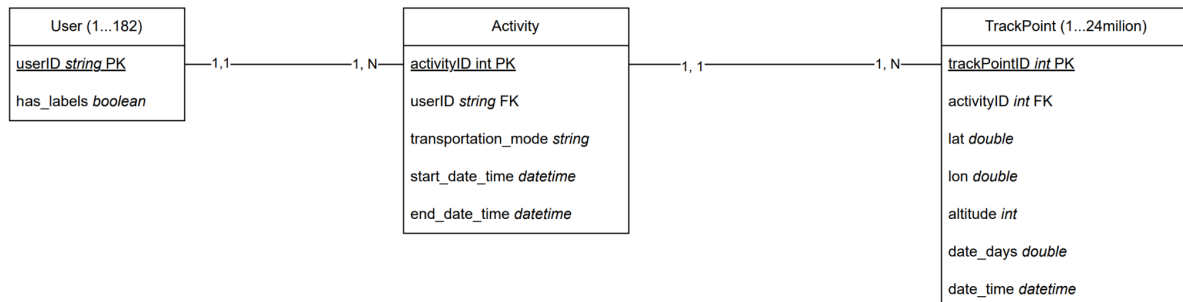 User (1...182)
userID string PK
has_labels boolean
1,1
1, N
Activity
activityID int PK
userID string FK
transportation_mode string
start_date_time datetime
end_date_time datetime
1, 1
1, N
TrackPoint (1...24milion)
trackPointID int PK
activityID int FK
lat double
lon double
altitude int
date_days double
date_time datetime